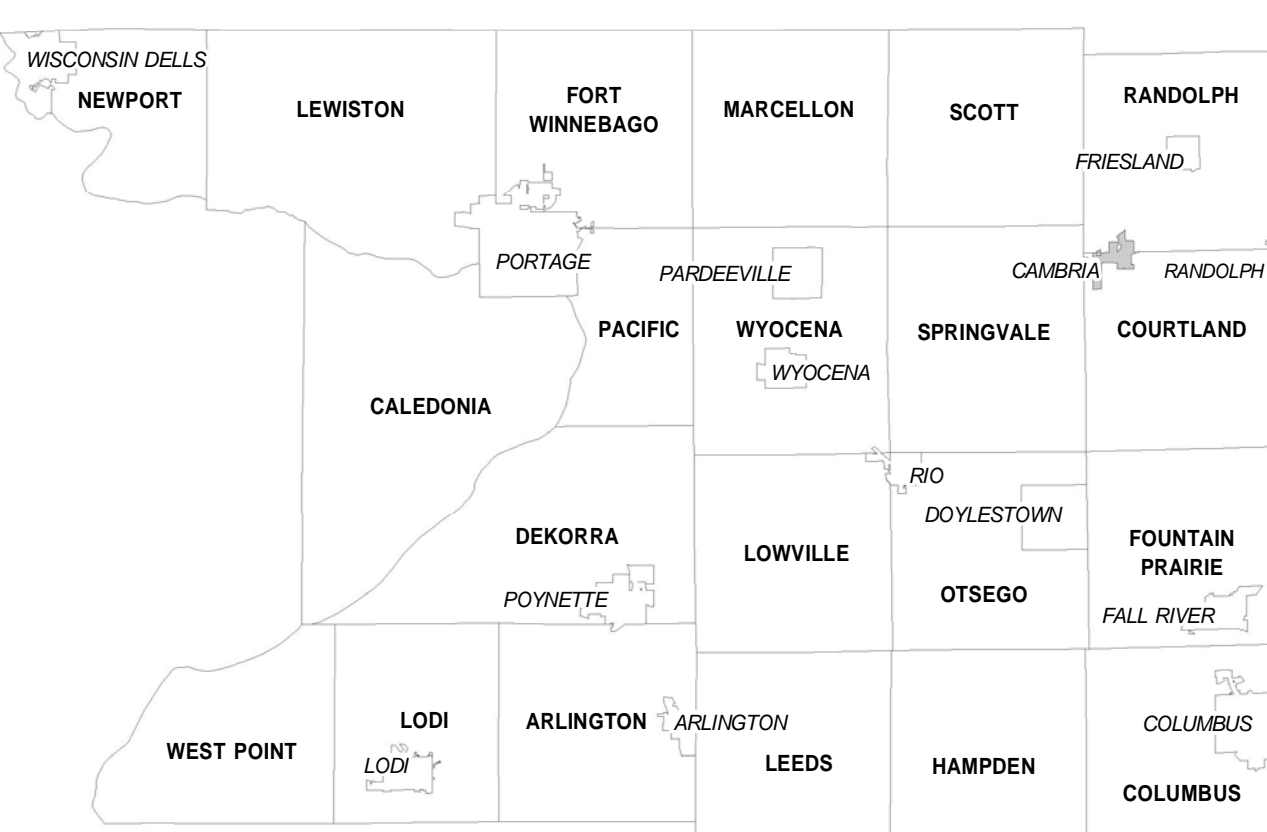 WISCONSIN DELLS
NEWPORT
LEWISTON
FORT
WINNEBAGO
MARCELLON
SCOTT
RANDOLPH
FRIESLAND
PORTAGE
PARDEEVILLE
CAMBRIA
RANDOLPH
PACIFIC
WYOCENA
SPRINGVALE
COURTLAND
WYOCENA
CALEDONIA
RIO
DOYLESTOWN
DEKORRA
LOWVILLE
FOUNTAIN
PRAIRIE
OTSEGO
POYNETTE
FALL RIVER
LODI
ARLINGTON
ARLINGTON
COLUMBUS
WEST POINT
LODI
LEEDS
HAMPDEN
COLUMBUS